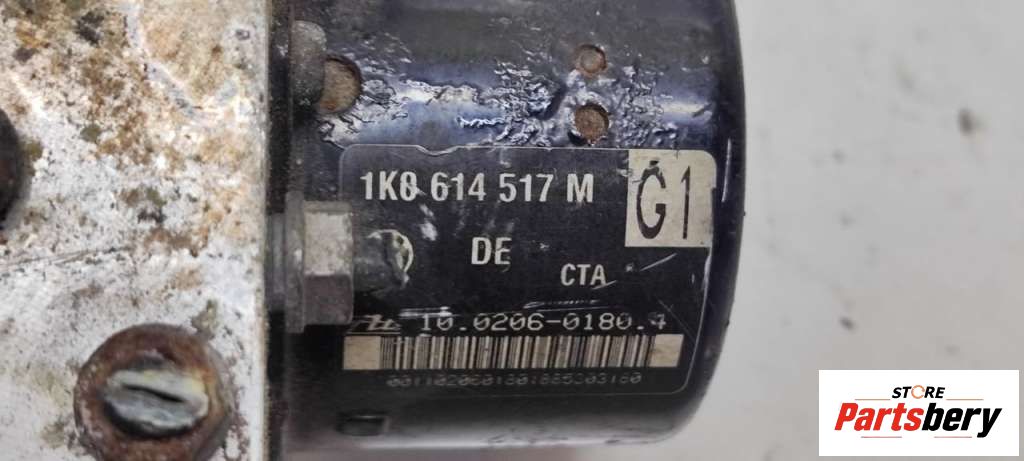 1K0 614 517 M
G1
DE
CTA
10.0206-0180.4
STORE
Partsbery